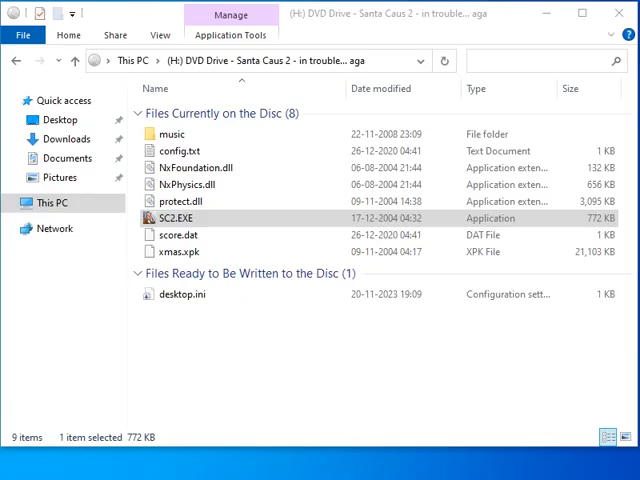 Manage
(H:) DVD Drive - Santa Caus 2 - in trouble... aga
File Home Share View Application Tools
This PC > (H:) DVD Drive - Santa Caus 2 - in trouble... aga
Name Date modified Type Size
Quick access
Desktop
Downloads
Documents
Pictures
This PC
Network
Files Currently on the Disc (8)
music 22-11-2008 23:09 File folder
config.txt 26-12-2020 04:41 Text Document 1 KB
NxFoundation.dll 06-08-2004 21:44 Application exten... 132 KB
NxPhysics.dll 06-08-2004 21:44 Application exten... 656 KB
protect.dll 09-11-2004 14:38 Application exten... 3,095 KB
SC2.EXE 17-12-2004 04:32 Application 772 KB
score.dat 26-12-2020 04:41 DAT File 1 KB
xmas.xpk 09-11-2004 04:17 XPK File 21,103 KB
Files Ready to Be Written to the Disc (1)
desktop.ini 20-11-2023 19:09 Configuration sett... 1 KB
9 items 1 item selected 772 KB